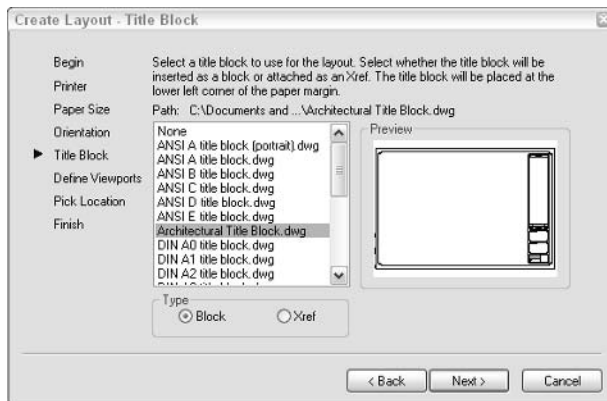 Create Layout - Title Block
Begin
Printer
Paper Size
Orientation
Title Block
Define Viewports
Pick Location
Finish
Select a title block to use for the layout. Select whether the title block will be
inserted as a block or attached as an Xref. The title block will be placed at the
lower left corner of the paper margin.
Path: C:\Documents and ...\Architectural Title Block.dwg
None
ANSI A title block (portrait).dwg
ANSI A title block.dwg
ANSI B title block.dwg
ANSI C title block.dwg
ANSI D title block.dwg
ANSI E title block.dwg
Architectural Title Block.dwg
DIN A0 title block.dwg
DIN A1 title block.dwg
DIN A2 title block.dwg
Preview
Type
Block
Xref
< Back
Next >
Cancel